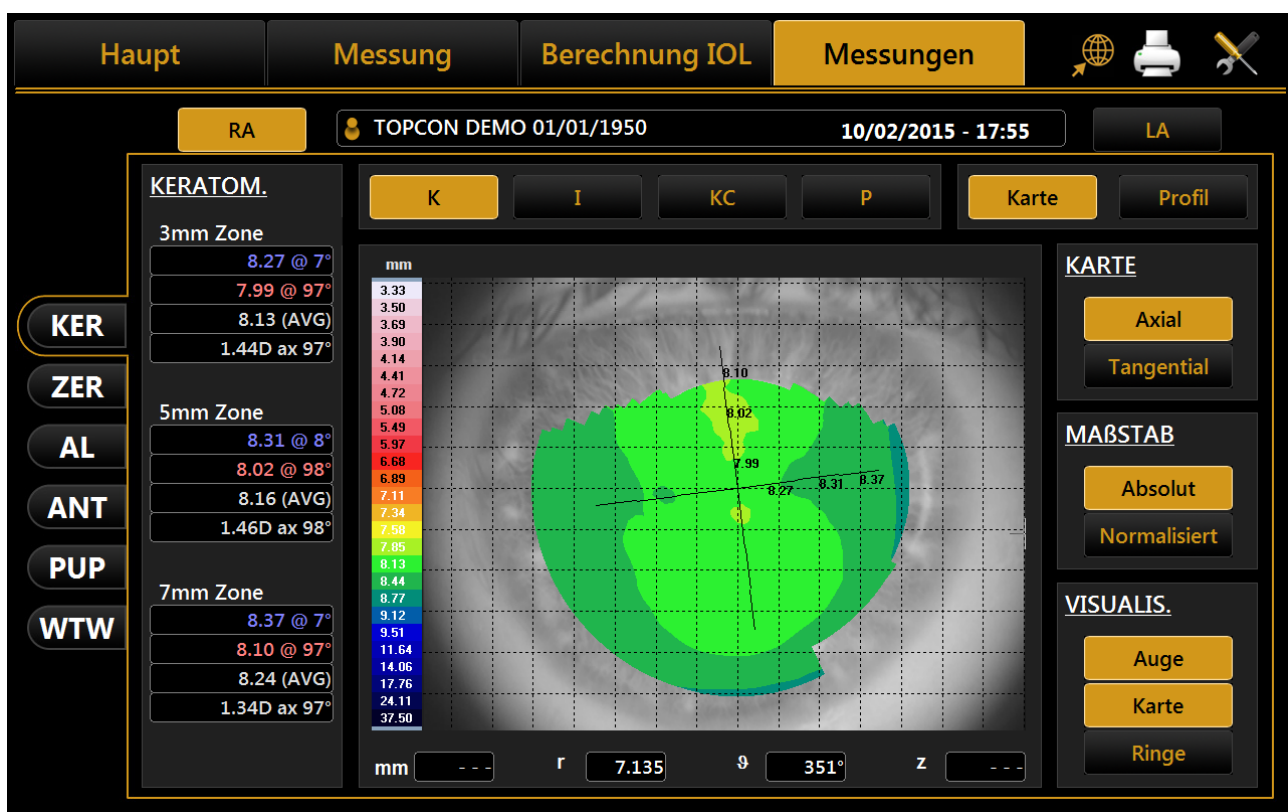 Haupt Messung Berechnung IOL Messungen
RA TOPCON DEMO 01/01/1950 10/02/2015 - 17:55 LA
KERATOM.
3mm Zone
8.27 @ 7°
7.99 @ 97°
8.13 (AVG)
1.44D ax 97°
5mm Zone
8.31 @ 8°
8.02 @ 98°
8.16 (AVG)
1.46D ax 98°
7mm Zone
8.37 @ 7°
8.10 @ 97°
8.24 (AVG)
1.34D ax 97°
KER
ZER
AL
ANT
PUP
WTW
K I KC P
Karte Profil
mm
3.33
3.50
3.69
3.90
4.14
4.41
4.72
5.08
5.49
5.97
6.68
6.89
7.11
7.34
7.58
7.85
8.13
8.44
8.77
9.12
9.51
11.64
14.06
17.76
24.11
37.50
8.10
8.02
7.99
8.27 8.31 8.37
mm - - - r 7.135 ϑ 351° z - - -
KARTE
Axial
Tangential
MAßSTAB
Absolut
Normalisiert
VISUALIS.
Auge
Karte
Ringe